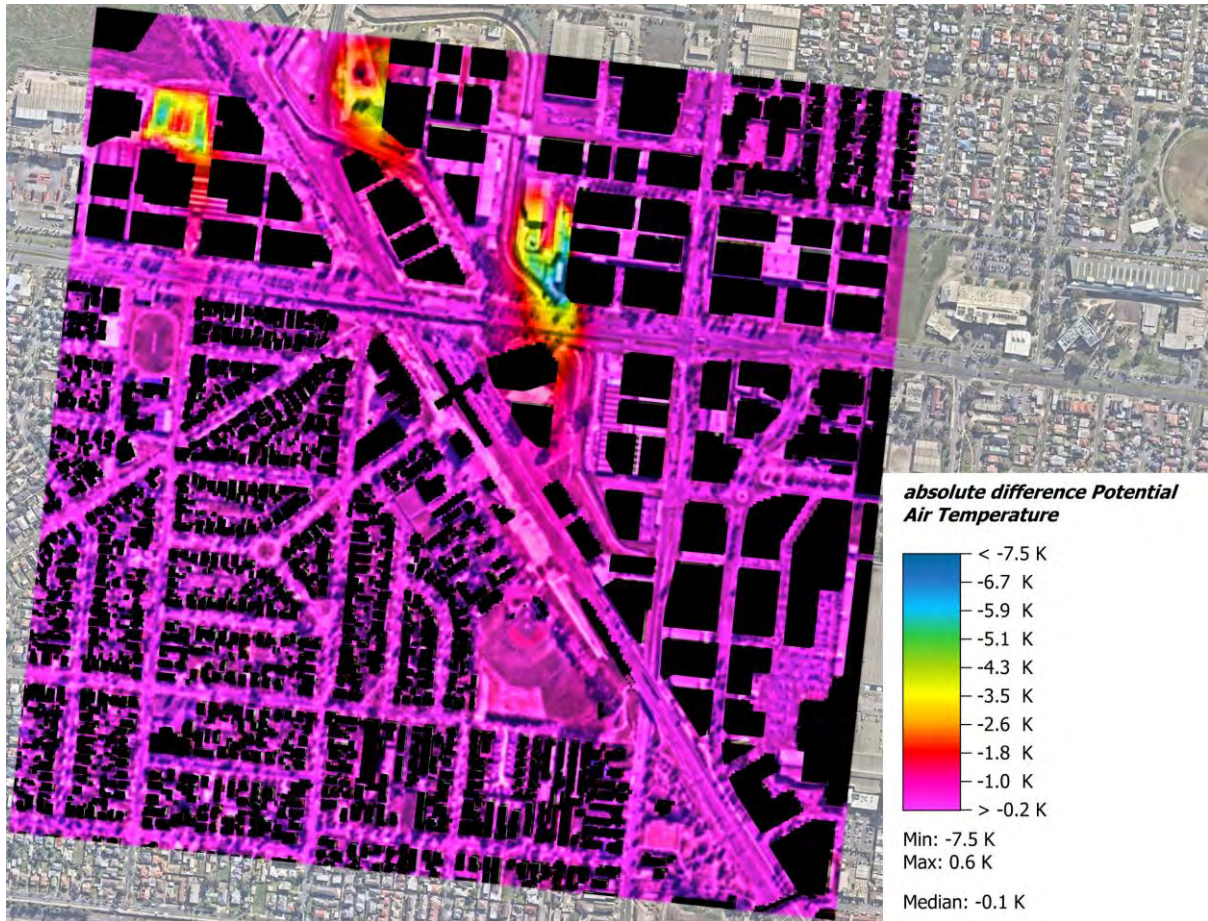 absolute difference Potential
Air Temperature
< -7.5 K
-6.7 K
-5.9 K
-5.1 K
-4.3 K
-3.5 K
-2.6 K
-1.8 K
-1.0 K
> -0.2 K
Min: -7.5 K
Max: 0.6 K
Median: -0.1 K